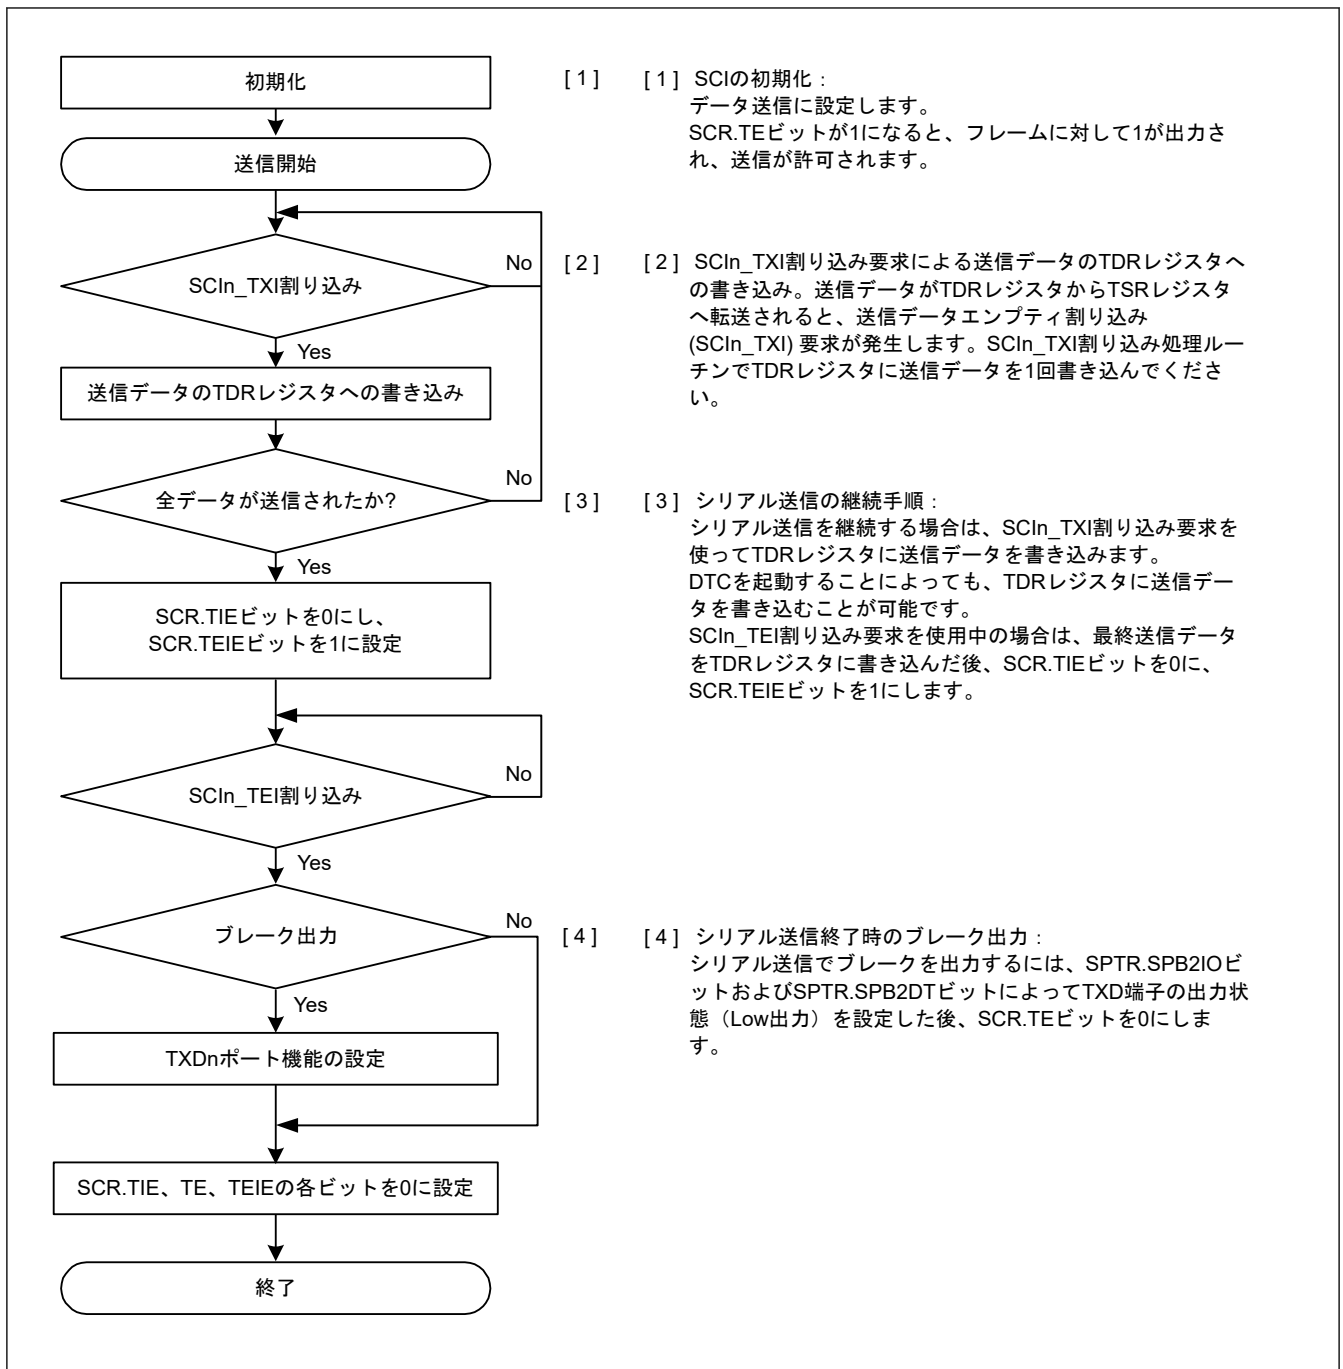 初期化
[ 1 ]
[ 1 ] SCIの初期化：
データ送信に設定します。
SCR.TEビットが1になると、フレームに対して1が出力さ
れ、送信が許可されます。
送信開始
SCIn_TXI割り込み
No
[ 2 ]
[ 2 ] SCIn_TXI割り込み要求による送信データのTDRレジスタへ
の書き込み。送信データがTDRレジスタからTSRレジスタ
へ転送されると、送信データエンプティ割り込み
(SCIn_TXI) 要求が発生します。SCIn_TXI割り込み処理ルー
チンでTDRレジスタに送信データを1回書き込んでくださ
い。
Yes
送信データのTDRレジスタへの書き込み
全データが送信されたか?
No
[ 3 ]
[ 3 ] シリアル送信の継続手順：
シリアル送信を継続する場合は、SCIn_TXI割り込み要求を
使ってTDRレジスタに送信データを書き込みます。
DTCを起動することによっても、TDRレジスタに送信デー
タを書き込むことが可能です。
SCIn_TEI割り込み要求を使用中の場合は、最終送信データ
をTDRレジスタに書き込んだ後、SCR.TIEビットを0に、
SCR.TEIEビットを1にします。
Yes
SCR.TIEビットを0にし、
SCR.TEIEビットを1に設定
SCIn_TEI割り込み
No
Yes
ブレーク出力
No
[ 4 ]
[ 4 ] シリアル送信終了時のブレーク出力：
シリアル送信でブレークを出力するには、SPTR.SPB2IOビ
ットおよびSPTR.SPB2DTビットによってTXD端子の出力状
態（Low出力）を設定した後、SCR.TEビットを0にしま
す。
Yes
TXDnポート機能の設定
SCR.TIE、TE、TEIEの各ビットを0に設定
終了